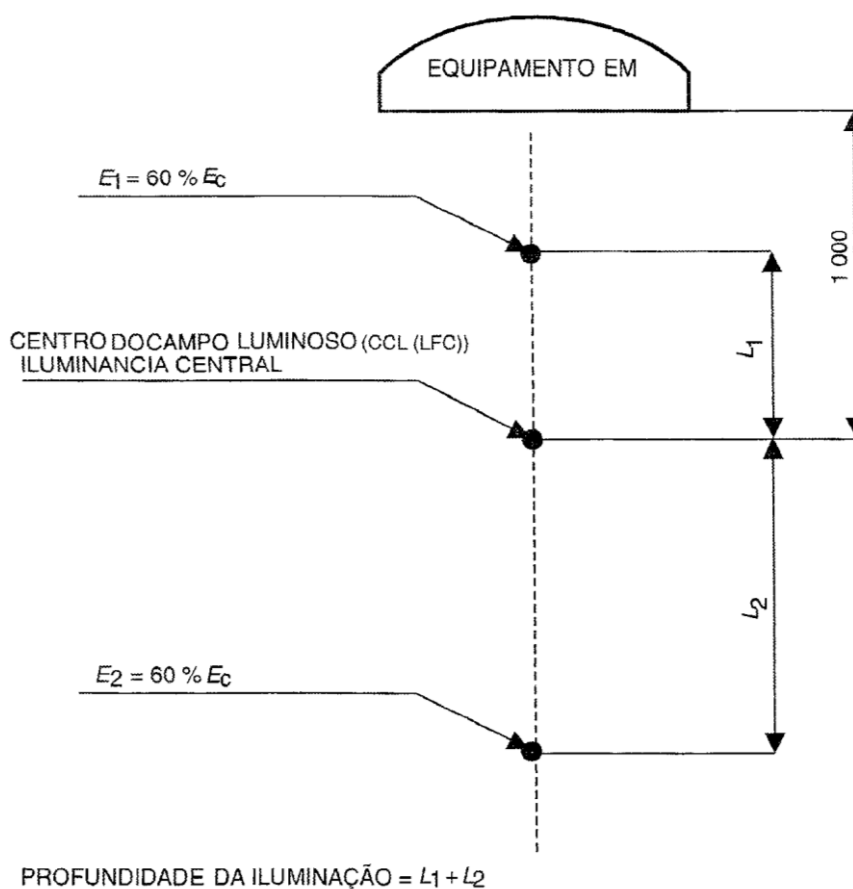 EQUIPAMENTO EM
E1 = 60 % Ec
1 000
L1
CENTRO DOCAMPO LUMINOSO (CCL (LFC))
ILUMINANCIA CENTRAL
L2
E2 = 60 % Ec
PROFUNDIDADE DA ILUMINAÇÃO = L1 + L2